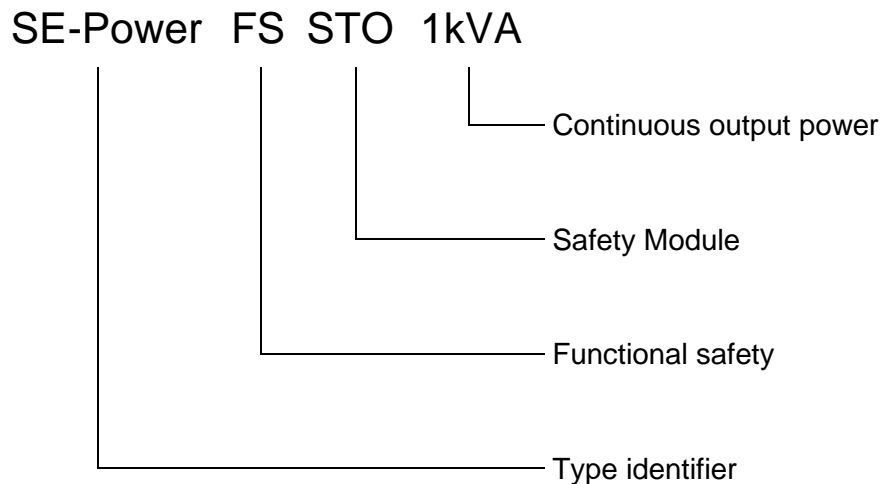 SE-Power FS STO 1kVA
Continuous output power
Safety Module
Functional safety
Type identifier